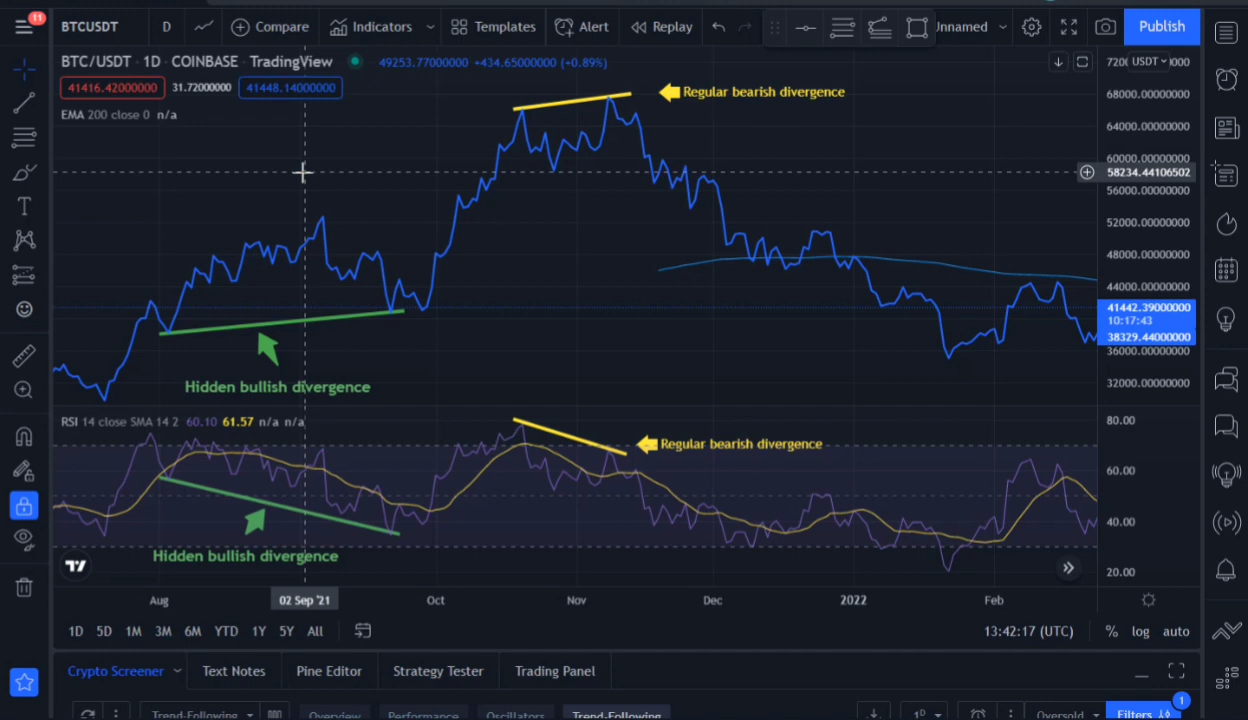 11
BTCUSDT D Compare Indicators Templates Alert Replay Unnamed Publish
BTC/USDT · 1D · COINBASE · TradingView 49253.77000000 +434.65000000 (+0.89%)
41416.42000000 31.72000000 41448.14000000
EMA 200 close 0 n/a
USDT
68000.00000000
64000.00000000
60000.00000000
58234.44106502
56000.00000000
52000.00000000
48000.00000000
44000.00000000
41442.39000000
10:17:43
38329.44000000
36000.00000000
32000.00000000
Regular bearish divergence
Hidden bullish divergence
RSI 14 close SMA 14 2 60.10 61.57 n/a n/a
80.00
60.00
40.00
20.00
Regular bearish divergence
Hidden bullish divergence
Aug 02 Sep '21 Oct Nov Dec 2022 Feb
1D 5D 1M 3M 6M YTD 1Y 5Y All 13:42:17 (UTC) % log auto
Crypto Screener Text Notes Pine Editor Strategy Tester Trading Panel
1
Trend-Following Overview Performance Oscillators Trend-Following 1D Oversold Filters